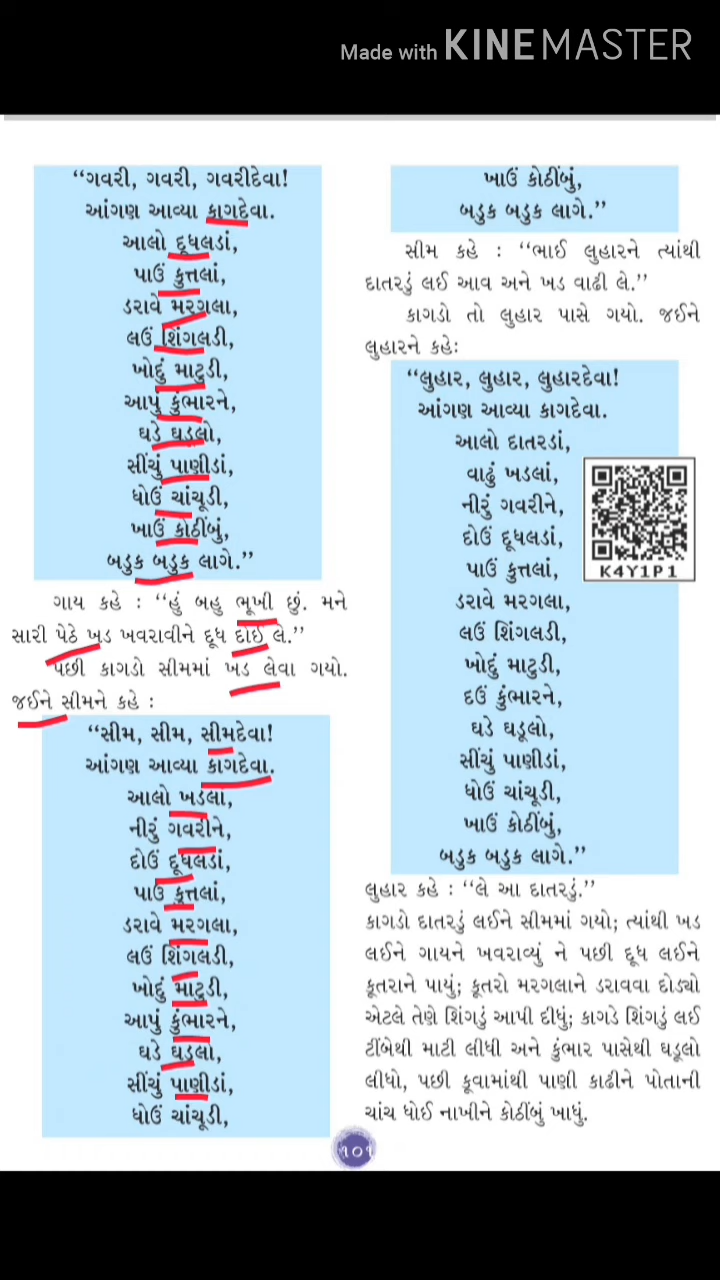 Made with KINEMASTER
“ગવરી, ગવરી, ગવરીદેવા!
આંગણ આવ્યા કાગદેવા.
આલો દૂધલડાં,
પાઉં કુત્તલાં,
ડરાવે મરગલા,
લઉં શિંગલડી,
ખોદું માટુડી,
આપું કુંભારને,
ઘડે ઘડૂલો,
સીંચું પાણીડાં,
ધોઉં ચાંચૂડી,
ખાઉં કોઠીંબું,
બડુક બડુક લાગે.”
ગાય કહે : “હું બહુ ભૂખી છું. મને
સારી પેઠે ખડ ખવરાવીને દૂધ દોઈ લે.”
પછી કાગડો સીમમાં ખડ લેવા ગયો.
જઈને સીમને કહે :
“સીમ, સીમ, સીમદેવા!
આંગણ આવ્યા કાગદેવા.
આલો ખડલા,
નીરું ગવરીને,
દોઉં દૂધલડાં,
પાઉં કુત્તલાં,
ડરાવે મરગલા,
લઉં શિંગલડી,
ખોદું માટુડી,
આપું કુંભારને,
ઘડે ઘડૂલો,
સીંચું પાણીડાં,
ધોઉં ચાંચૂડી,
ખાઉં કોઠીંબું,
બડુક બડુક લાગે.”
સીમ કહે : “ભાઈ લુહારને ત્યાંથી
દાતરડું લઈ આવ અને ખડ વાઢી લે.”
કાગડો તો લુહાર પાસે ગયો. જઈને
લુહારને કહેઃ
“લુહાર, લુહાર, લુહારદેવા!
આંગણ આવ્યા કાગદેવા.
આલો દાતરડાં,
વાઢું ખડલાં,
નીરું ગવરીને,
દોઉં દૂધલડાં,
પાઉં કુત્તલાં,
ડરાવે મરગલા,
લઉં શિંગલડી,
ખોદું માટુડી,
દઉં કુંભારને,
ઘડે ઘડૂલો,
સીંચું પાણીડાં,
ધોઉં ચાંચૂડી,
ખાઉં કોઠીંબું,
બડુક બડુક લાગે.”
K4Y1P1
લુહાર કહે : “લે આ દાતરડું.”
કાગડો દાતરડું લઈને સીમમાં ગયો; ત્યાંથી ખડ
લઈને ગાયને ખવરાવ્યું ને પછી દૂધ લઈને
કૂતરાને પાયું; કૂતરો મરગલાને ડરાવવા દોડ્યો
એટલે તેણે શિંગડું આપી દીધું; કાગડે શિંગડું લઈ
ટીંબેથી માટી લીધી અને કુંભાર પાસેથી ઘડૂલો
લીધો, પછી કૂવામાંથી પાણી કાઢીને પોતાની
ચાંચ ધોઈ નાખીને કોઠીંબું ખાધું.
૧૦૧